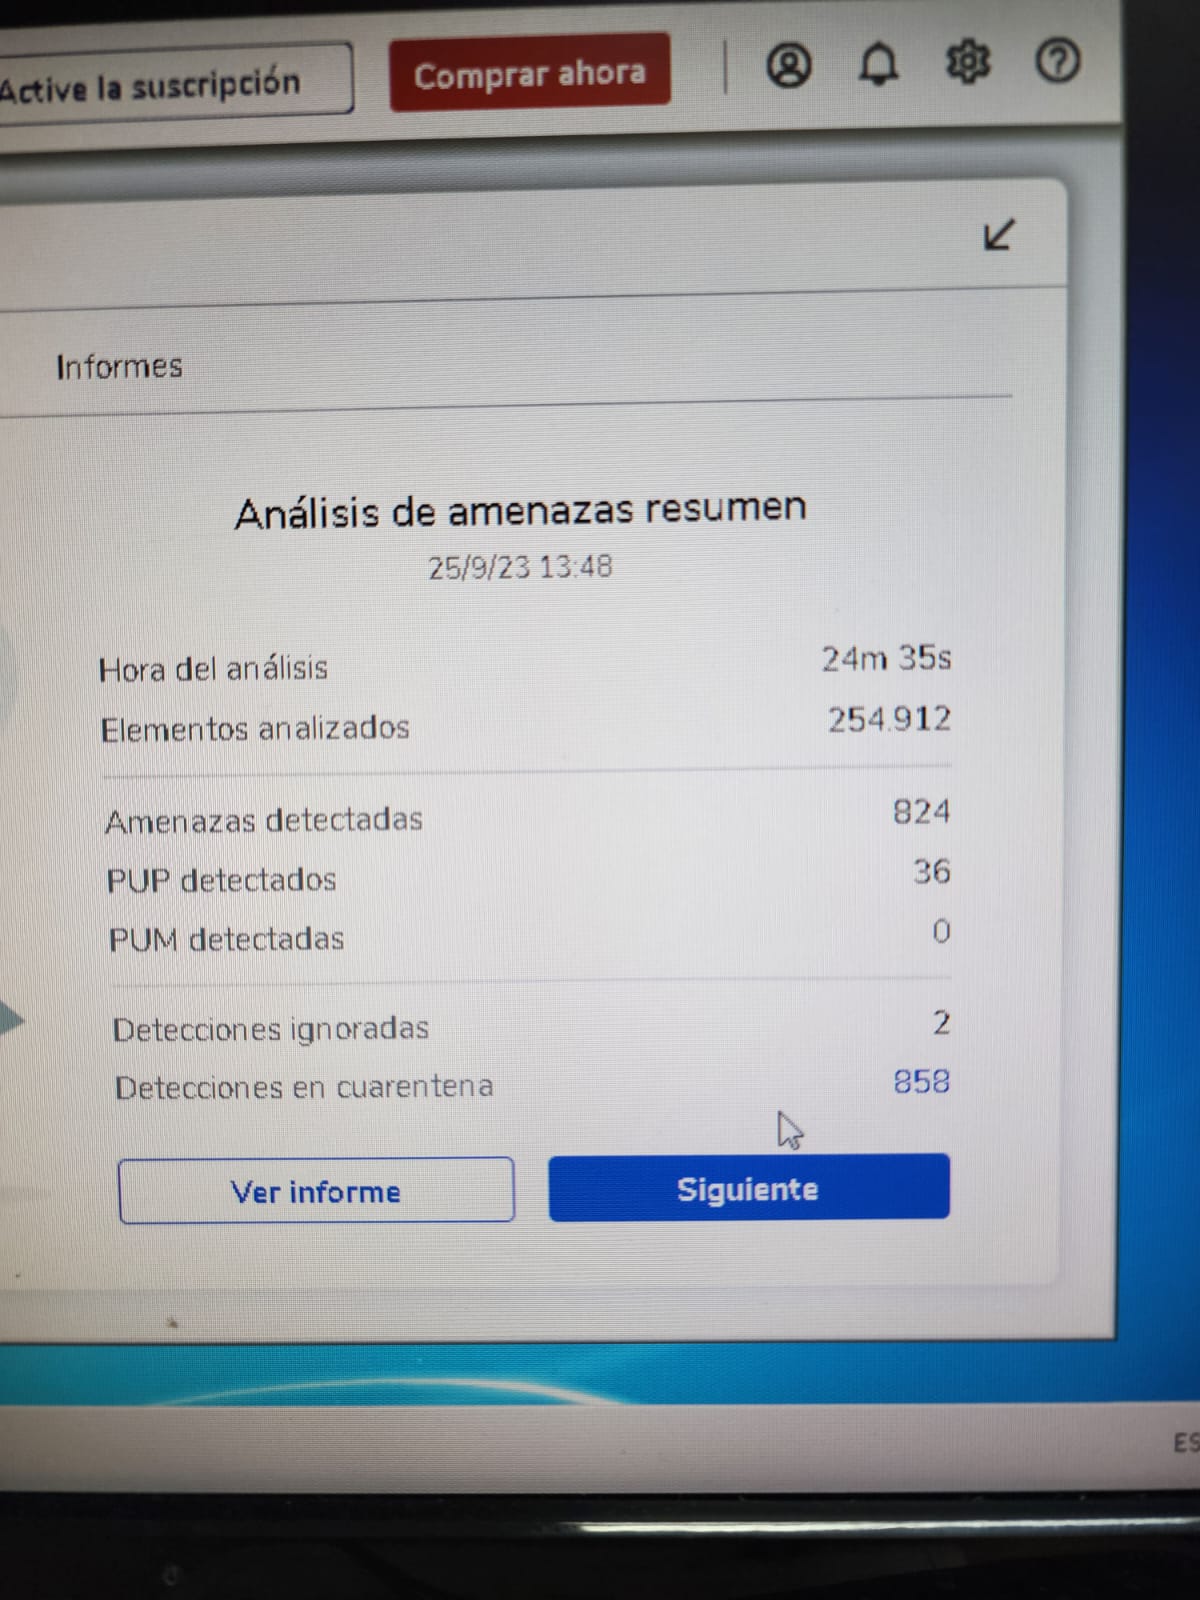 Active la suscripción
Comprar ahora
Informes
Análisis de amenazas resumen
25/9/23 13:48
Hora del análisis 24m 35s
Elementos analizados 254.912
Amenazas detectadas 824
PUP detectados 36
PUM detectadas 0
Detecciones ignoradas 2
Detecciones en cuarentena 858
Ver informe
Siguiente
ES